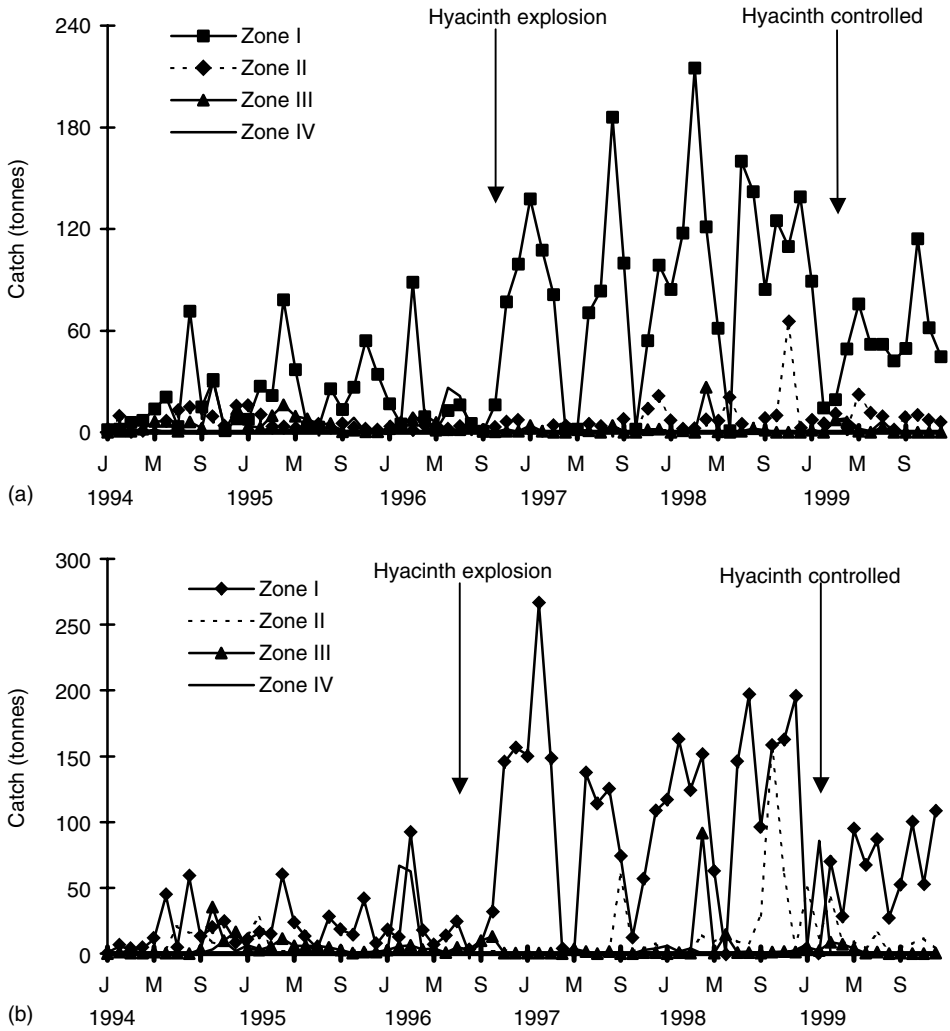 Hyacinth explosion
Hyacinth controlled
240
180
120
60
0
Catch (tonnes)
Zone I
Zone II
Zone III
Zone IV
J M S J M S J M S J M S J M S J M S
(a) 1994 1995 1996 1997 1998 1999
Hyacinth explosion
Hyacinth controlled
300
250
200
150
100
50
0
Catch (tonnes)
Zone I
Zone II
Zone III
Zone IV
J M S J M S J M S J M S J M S J M S
(b) 1994 1995 1996 1997 1998 1999